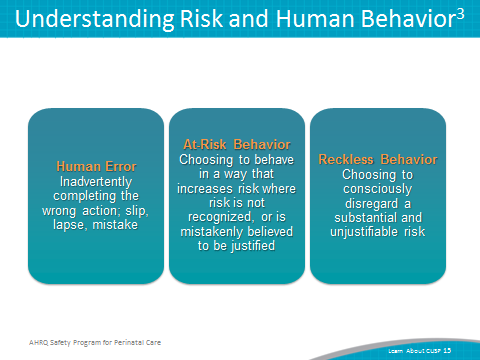 Understanding Risk and Human Behavior3
Human Error
Inadvertently
completing the
wrong action; slip,
lapse, mistake
At-Risk Behavior
Choosing to behave
in a way that
increases risk where
risk is not
recognized, or is
mistakenly believed
to be justified
Reckless Behavior
Choosing to
consciously
disregard a
substantial and
unjustifiable risk
AHRQ Safety Program for Perinatal Care
Learn About CUSP 15